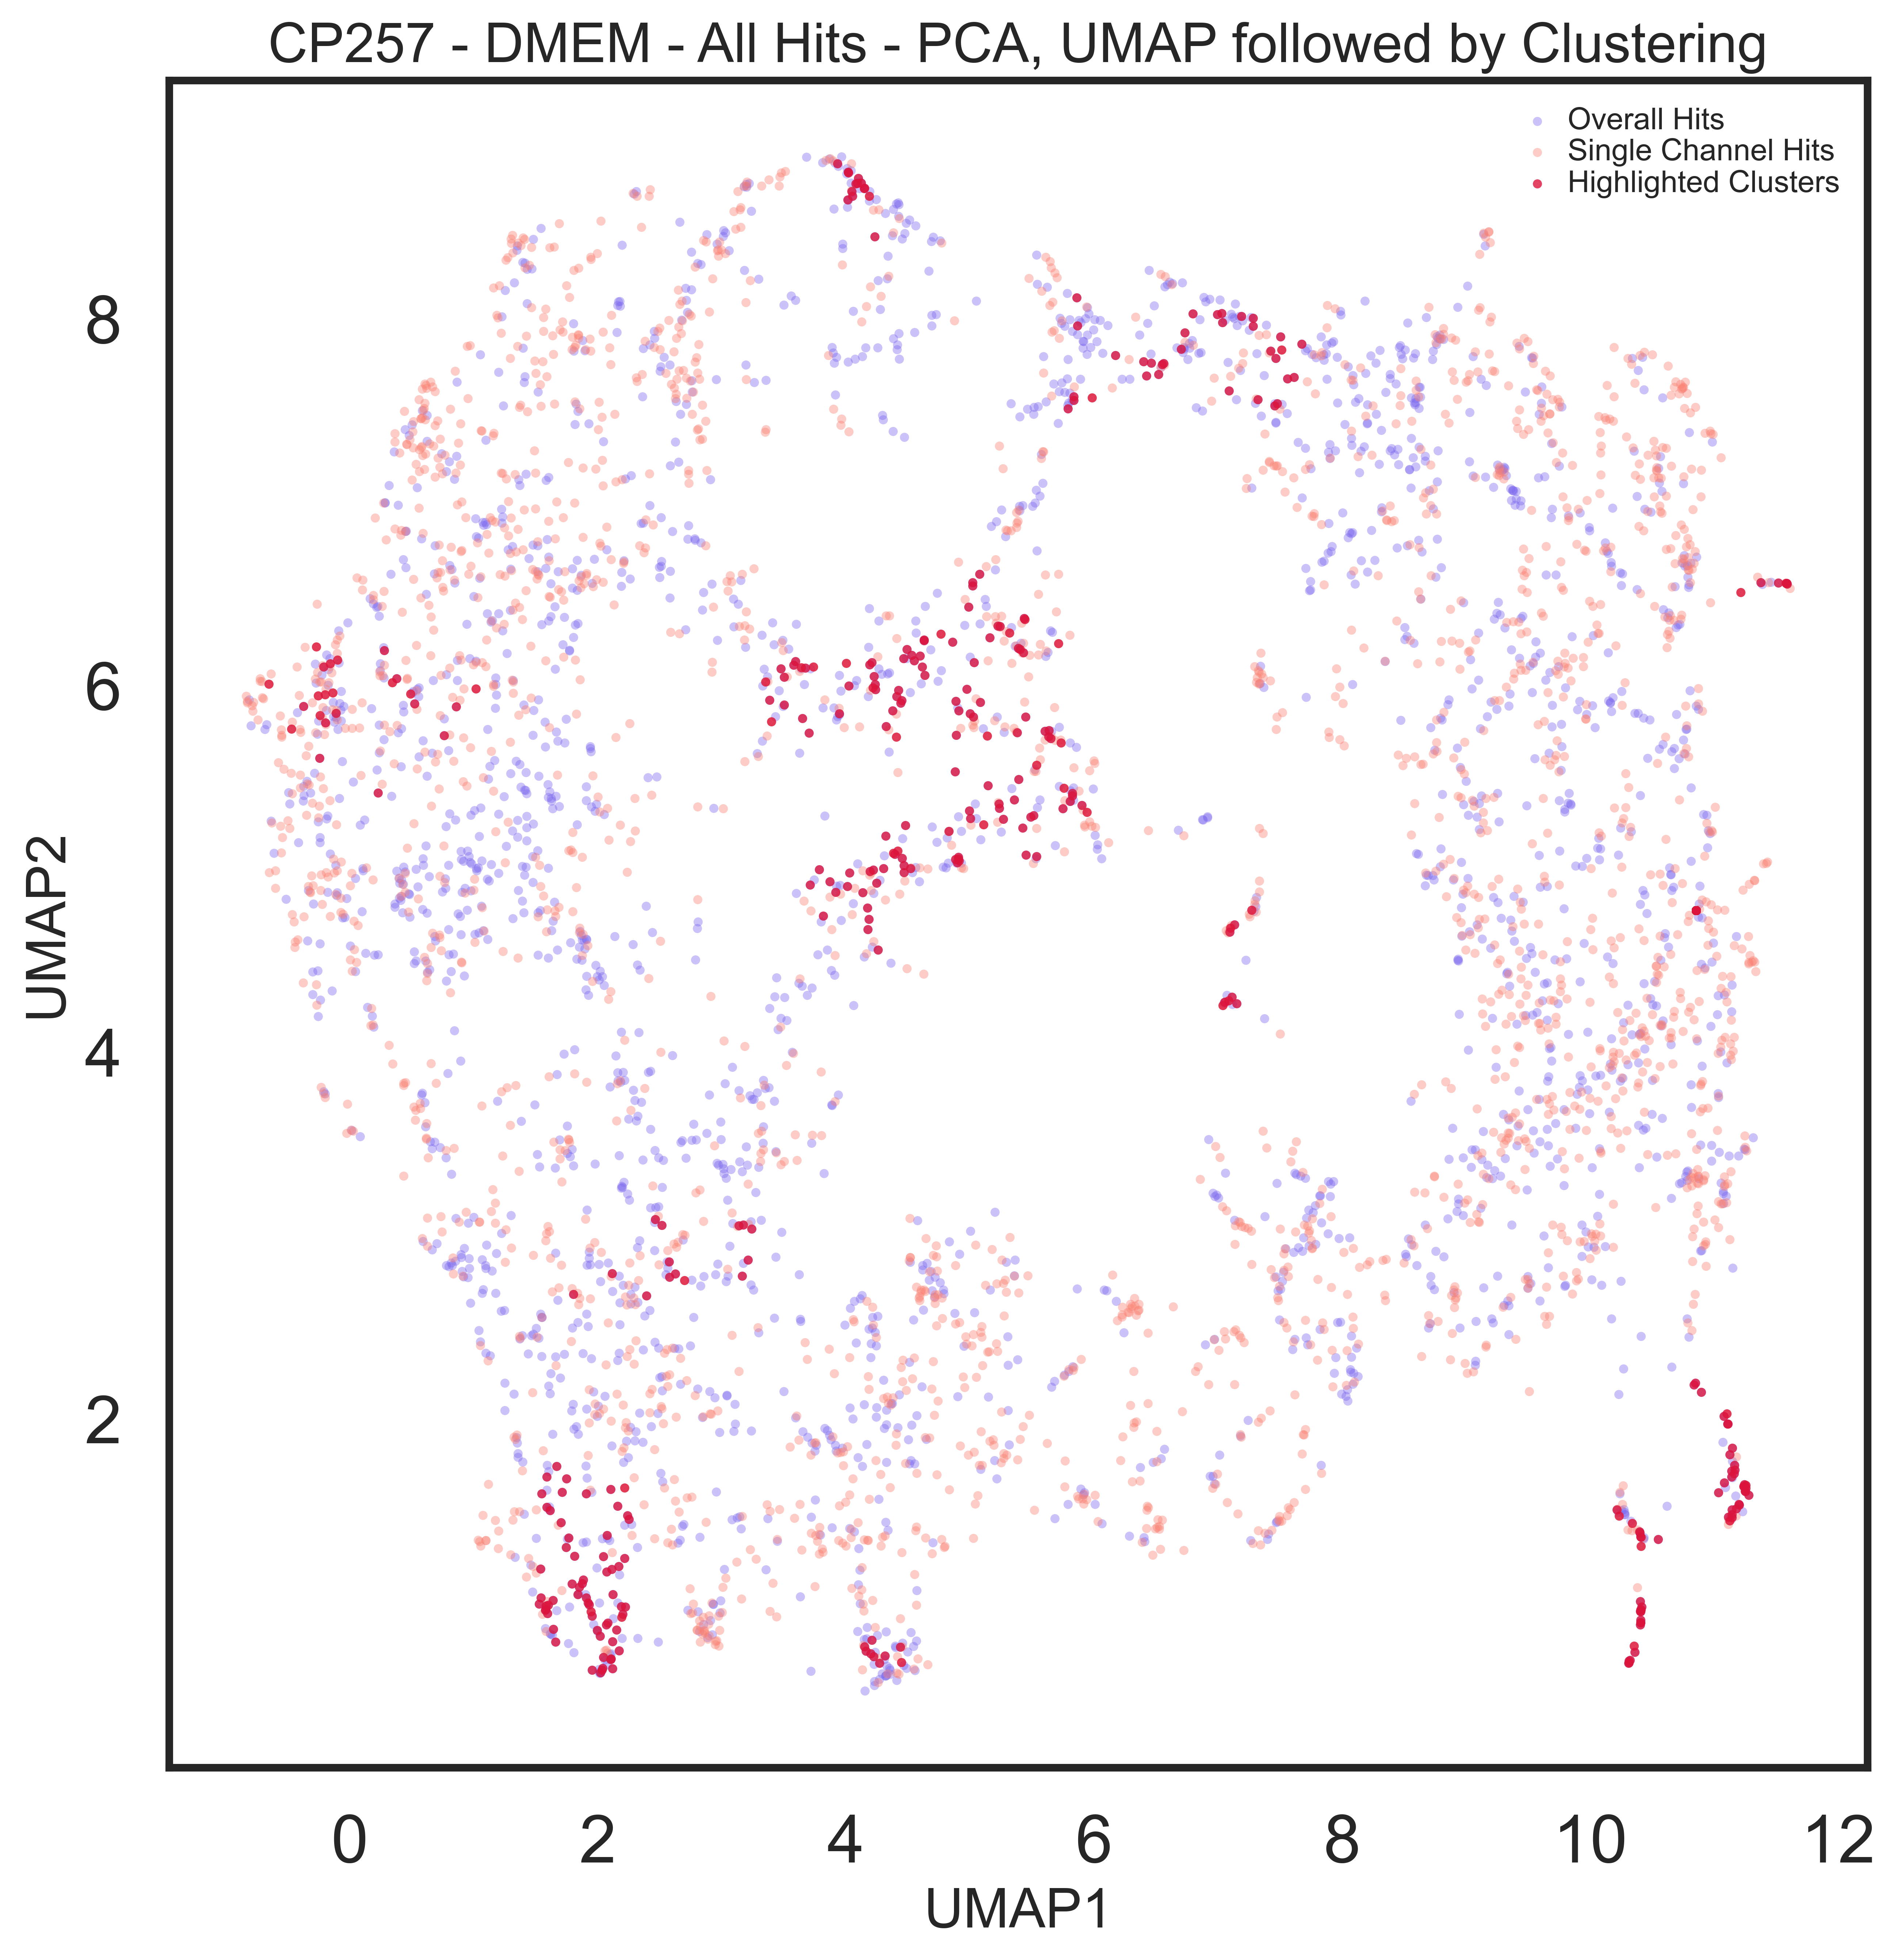 CP257 - DMEM - All Hits - PCA, UMAP followed by Clustering
Overall Hits
Single Channel Hits
Highlighted Clusters
8
6
4
2
UMAP2
0 2 4 6 8 10 12
UMAP1